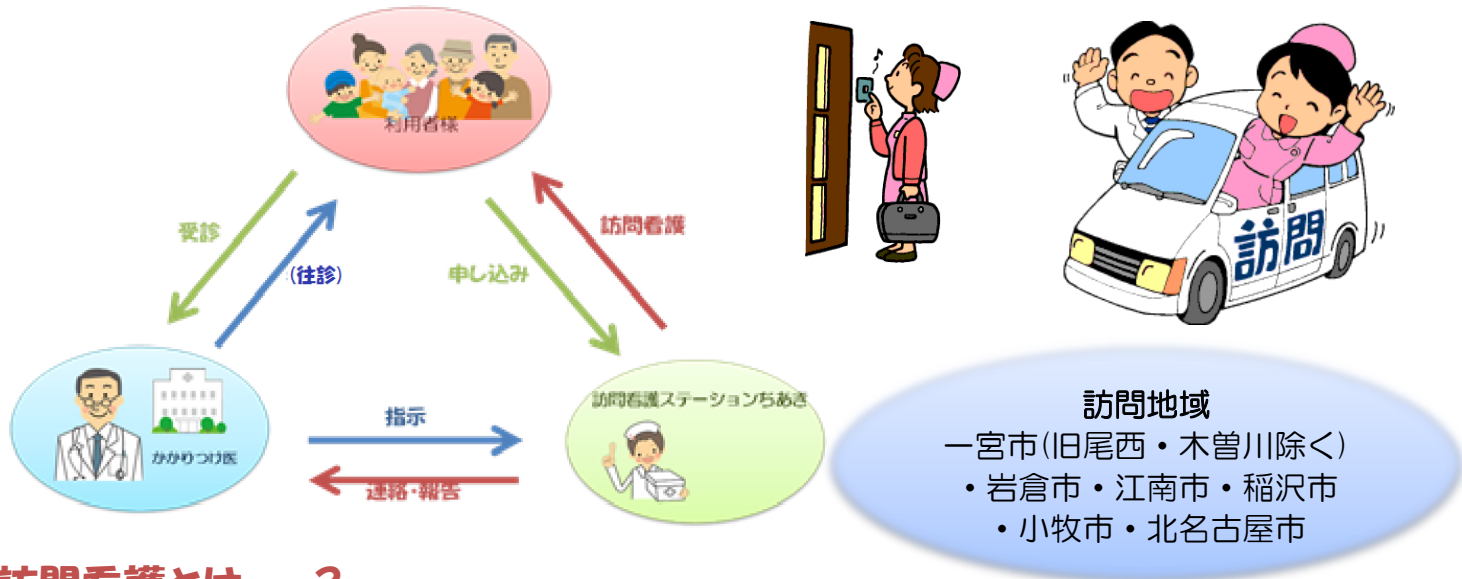 利用者様
受診
(往診)
申し込み
訪問看護
かかりつけ医
指示
連絡・報告
訪問看護ステーションちあき
訪問
訪問地域
一宮市(旧尾西・木曽川除く)
・岩倉市・江南市・稲沢市
・小牧市・北名古屋市